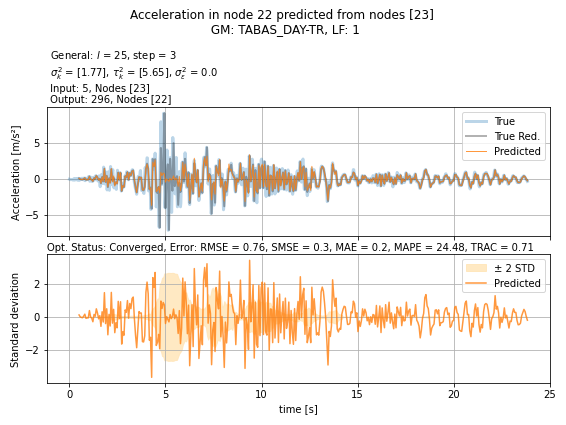 Acceleration in node 22 predicted from nodes [23]
GM: TABAS_DAY-TR, LF: 1
General: l = 25, step = 3
σ²ₖ = [1.77], τ²ₖ = [5.65], σ²ε = 0.0
Input: 5, Nodes [23]
Output: 296, Nodes [22]
Acceleration [m/s²]
5
0
−5
True
True Red.
Predicted
Opt. Status: Converged, Error: RMSE = 0.76, SMSE = 0.3, MAE = 0.2, MAPE = 24.48, TRAC = 0.71
Standard deviation
2
0
−2
± 2 STD
Predicted
0 5 10 15 20 25
time [s]